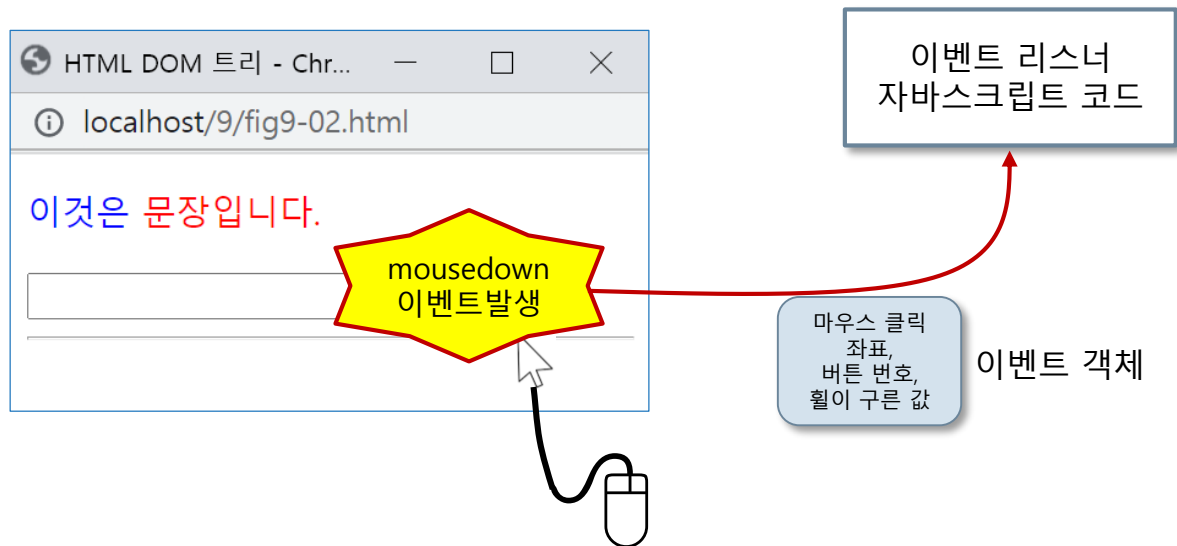 HTML DOM 트리 - Chr...
localhost/9/fig9-02.html
이것은 문장입니다.
mousedown
이벤트발생
이벤트 리스너
자바스크립트 코드
마우스 클릭
좌표,
버튼 번호,
휠이 구른 값
이벤트 객체